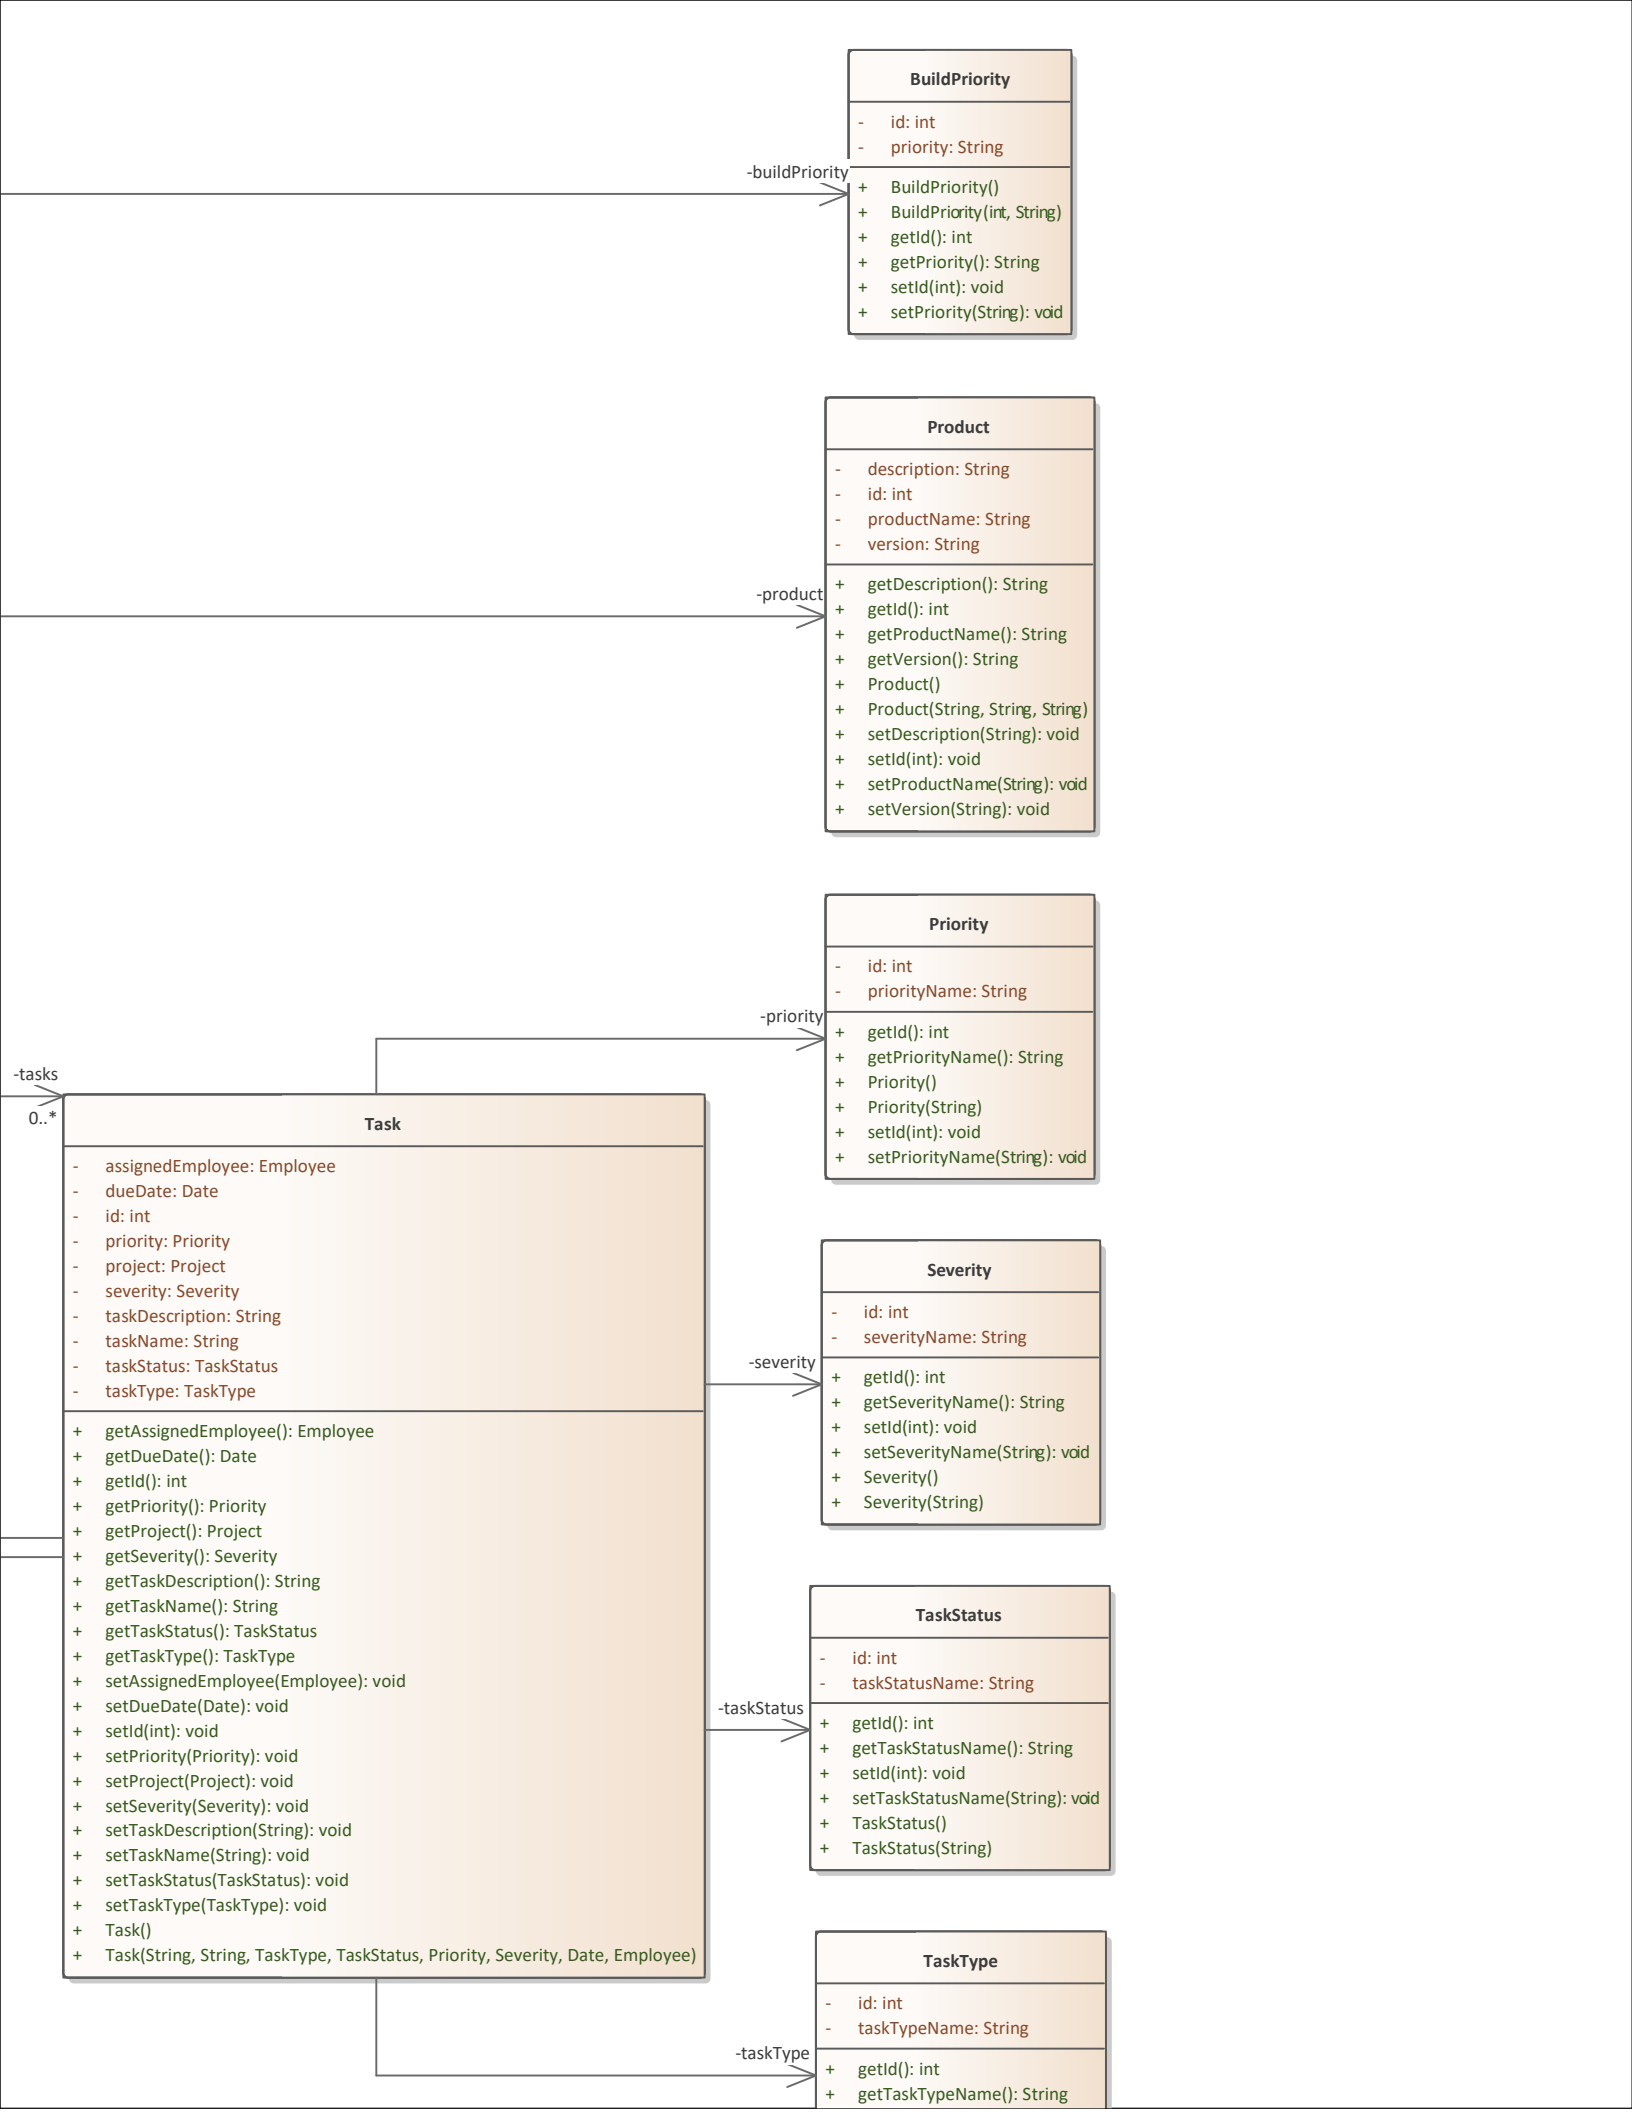 BuildPriority
- id: int
- priority: String
-buildPriority
+ BuildPriority()
+ BuildPriority(int, String)
+ getId(): int
+ getPriority(): String
+ setId(int): void
+ setPriority(String): void
Product
- description: String
- id: int
- productName: String
- version: String
-product
+ getDescription(): String
+ getId(): int
+ getProductName(): String
+ getVersion(): String
+ Product()
+ Product(String, String, String)
+ setDescription(String): void
+ setId(int): void
+ setProductName(String): void
+ setVersion(String): void
Priority
- id: int
- priorityName: String
-priority
+ getId(): int
+ getPriorityName(): String
+ Priority()
+ Priority(String)
+ setId(int): void
+ setPriorityName(String): void
-tasks
0..*
Task
- assignedEmployee: Employee
- dueDate: Date
- id: int
- priority: Priority
- project: Project
- severity: Severity
- taskDescription: String
- taskName: String
- taskStatus: TaskStatus
- taskType: TaskType
+ getAssignedEmployee(): Employee
+ getDueDate(): Date
+ getId(): int
+ getPriority(): Priority
+ getProject(): Project
+ getSeverity(): Severity
+ getTaskDescription(): String
+ getTaskName(): String
+ getTaskStatus(): TaskStatus
+ getTaskType(): TaskType
+ setAssignedEmployee(Employee): void
+ setDueDate(Date): void
+ setId(int): void
+ setPriority(Priority): void
+ setProject(Project): void
+ setSeverity(Severity): void
+ setTaskDescription(String): void
+ setTaskName(String): void
+ setTaskStatus(TaskStatus): void
+ setTaskType(TaskType): void
+ Task()
+ Task(String, String, TaskType, TaskStatus, Priority, Severity, Date, Employee)
Severity
- id: int
- severityName: String
-severity
+ getId(): int
+ getSeverityName(): String
+ setId(int): void
+ setSeverityName(String): void
+ Severity()
+ Severity(String)
TaskStatus
- id: int
- taskStatusName: String
-taskStatus
+ getId(): int
+ getTaskStatusName(): String
+ setId(int): void
+ setTaskStatusName(String): void
+ TaskStatus()
+ TaskStatus(String)
TaskType
- id: int
- taskTypeName: String
-taskType
+ getId(): int
+ getTaskTypeName(): String